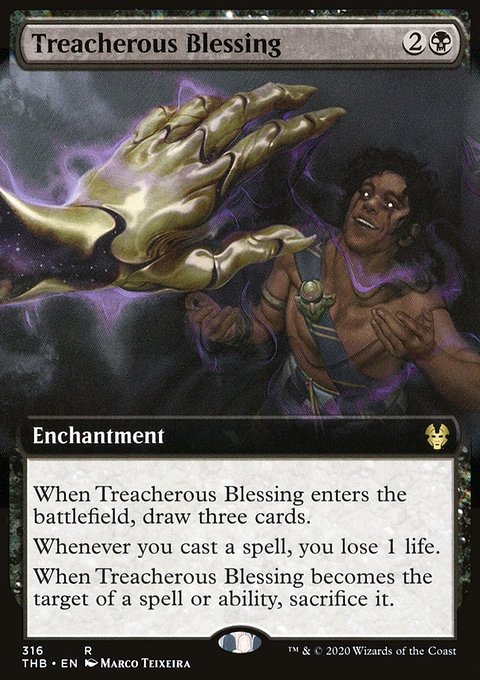 Treacherous Blessing 2
Enchantment
When Treacherous Blessing enters the
battlefield, draw three cards.
Whenever you cast a spell, you lose 1 life.
When Treacherous Blessing becomes the
target of a spell or ability, sacrifice it.
316 R
THB • EN Marco Teixeira
™ & © 2020 Wizards of the Coast